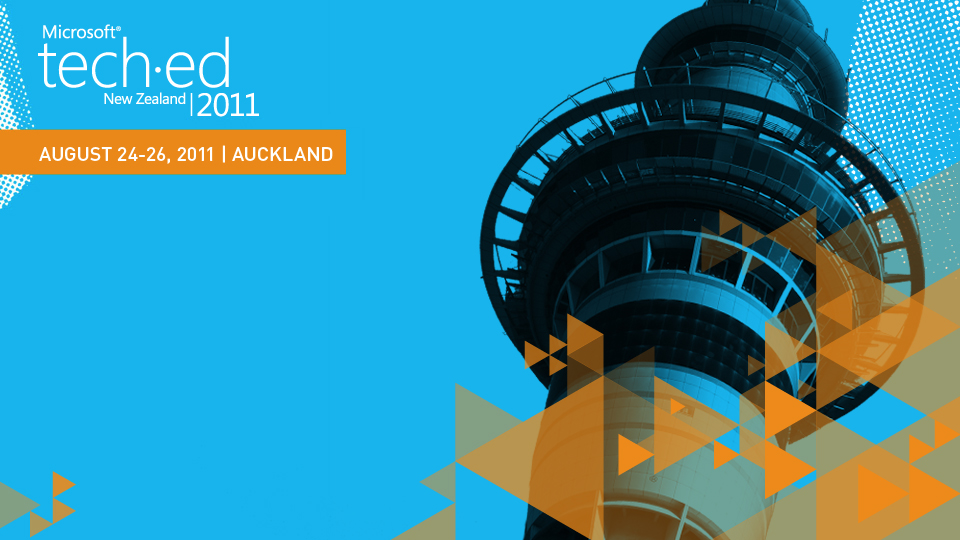 Microsoft®
tech·ed
New Zealand | 2011
AUGUST 24-26, 2011 | AUCKLAND